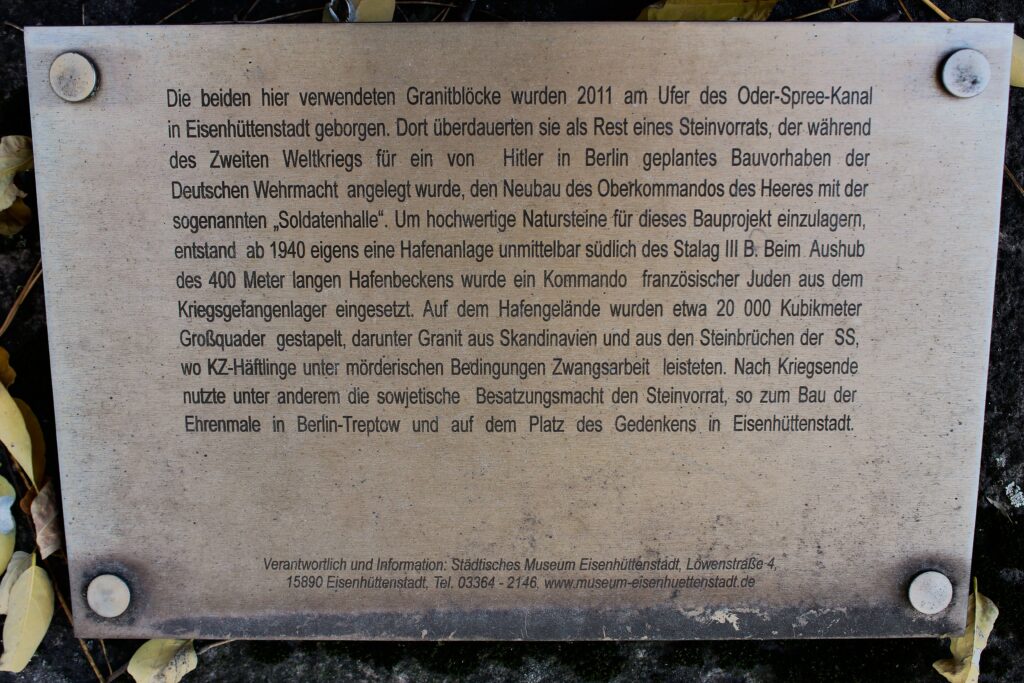 Die beiden hier verwendeten Granitblöcke wurden 2011 am Ufer des Oder-Spree-Kanal
in Eisenhüttenstadt geborgen. Dort überdauerten sie als Rest eines Steinvorrats, der während
des Zweiten Weltkriegs für ein von Hitler in Berlin geplantes Bauvorhaben der
Deutschen Wehrmacht angelegt wurde, den Neubau des Oberkommandos des Heeres mit der
sogenannten „Soldatenhalle“. Um hochwertige Natursteine für dieses Bauprojekt einzulagern,
entstand ab 1940 eigens eine Hafenanlage unmittelbar südlich des Stalag III B. Beim Aushub
des 400 Meter langen Hafenbeckens wurde ein Kommando französischer Juden aus dem
Kriegsgefangenlager eingesetzt. Auf dem Hafengelände wurden etwa 20 000 Kubikmeter
Großquader gestapelt, darunter Granit aus Skandinavien und aus den Steinbrüchen der SS,
wo KZ-Häftlinge unter mörderischen Bedingungen Zwangsarbeit leisteten. Nach Kriegsende
nutzte unter anderem die sowjetische Besatzungsmacht den Steinvorrat, so zum Bau der
Ehrenmale in Berlin-Treptow und auf dem Platz des Gedenkens in Eisenhüttenstadt.
Verantwortlich und Information: Städtisches Museum Eisenhüttenstadt, Löwenstraße 4,
15890 Eisenhüttenstadt, Tel. 03364 - 2146. www.museum-eisenhuettenstadt.de